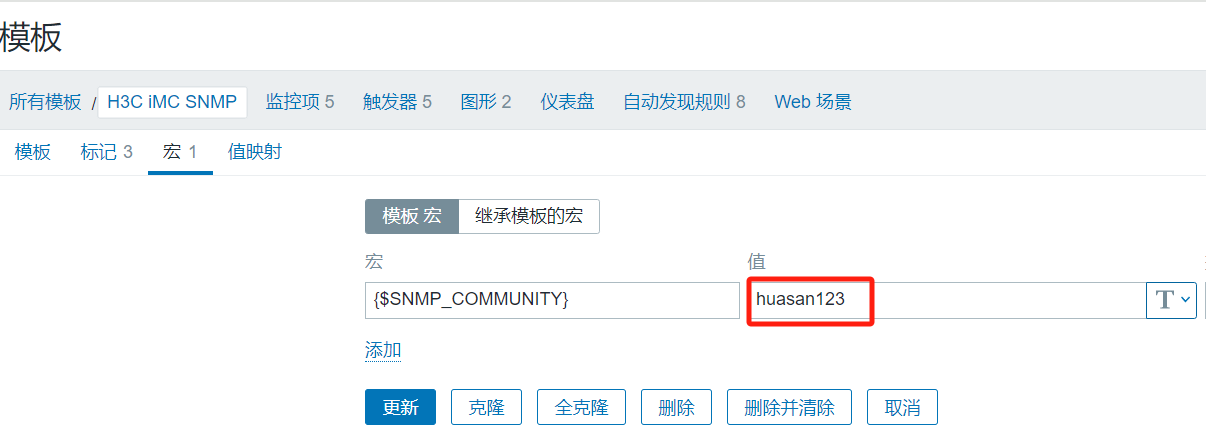 模板
所有模板 / H3C iMC SNMP 监控项 5 触发器 5 图形 2 仪表盘 自动发现规则 8 Web 场景
模板 标记 3 宏 1 值映射
模板 宏 继承模板的宏
宏 值
{$SNMP_COMMUNITY} huasan123 T
添加
更新 克隆 全克隆 删除 删除并清除 取消